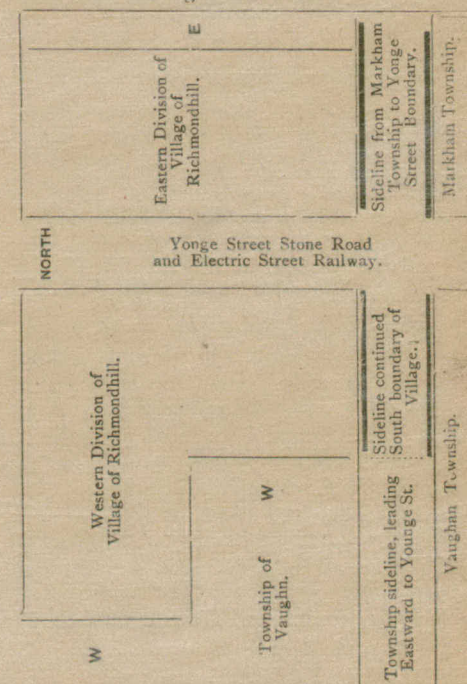 E
Eastern Division of
Village of
Richmondhill.
Sideline from Markham
Township to Yonge
Street Boundary.
Markham Township.
NORTH
Yonge Street Stone Road
and Electric Street Railway.
Western Division of
Village of Richmondhill.
Sideline continued
South boundary of
Village.
W
Township of
Vaughn.
W
Township sideline, leading
Eastward to Younge St.
Vaughan Township.